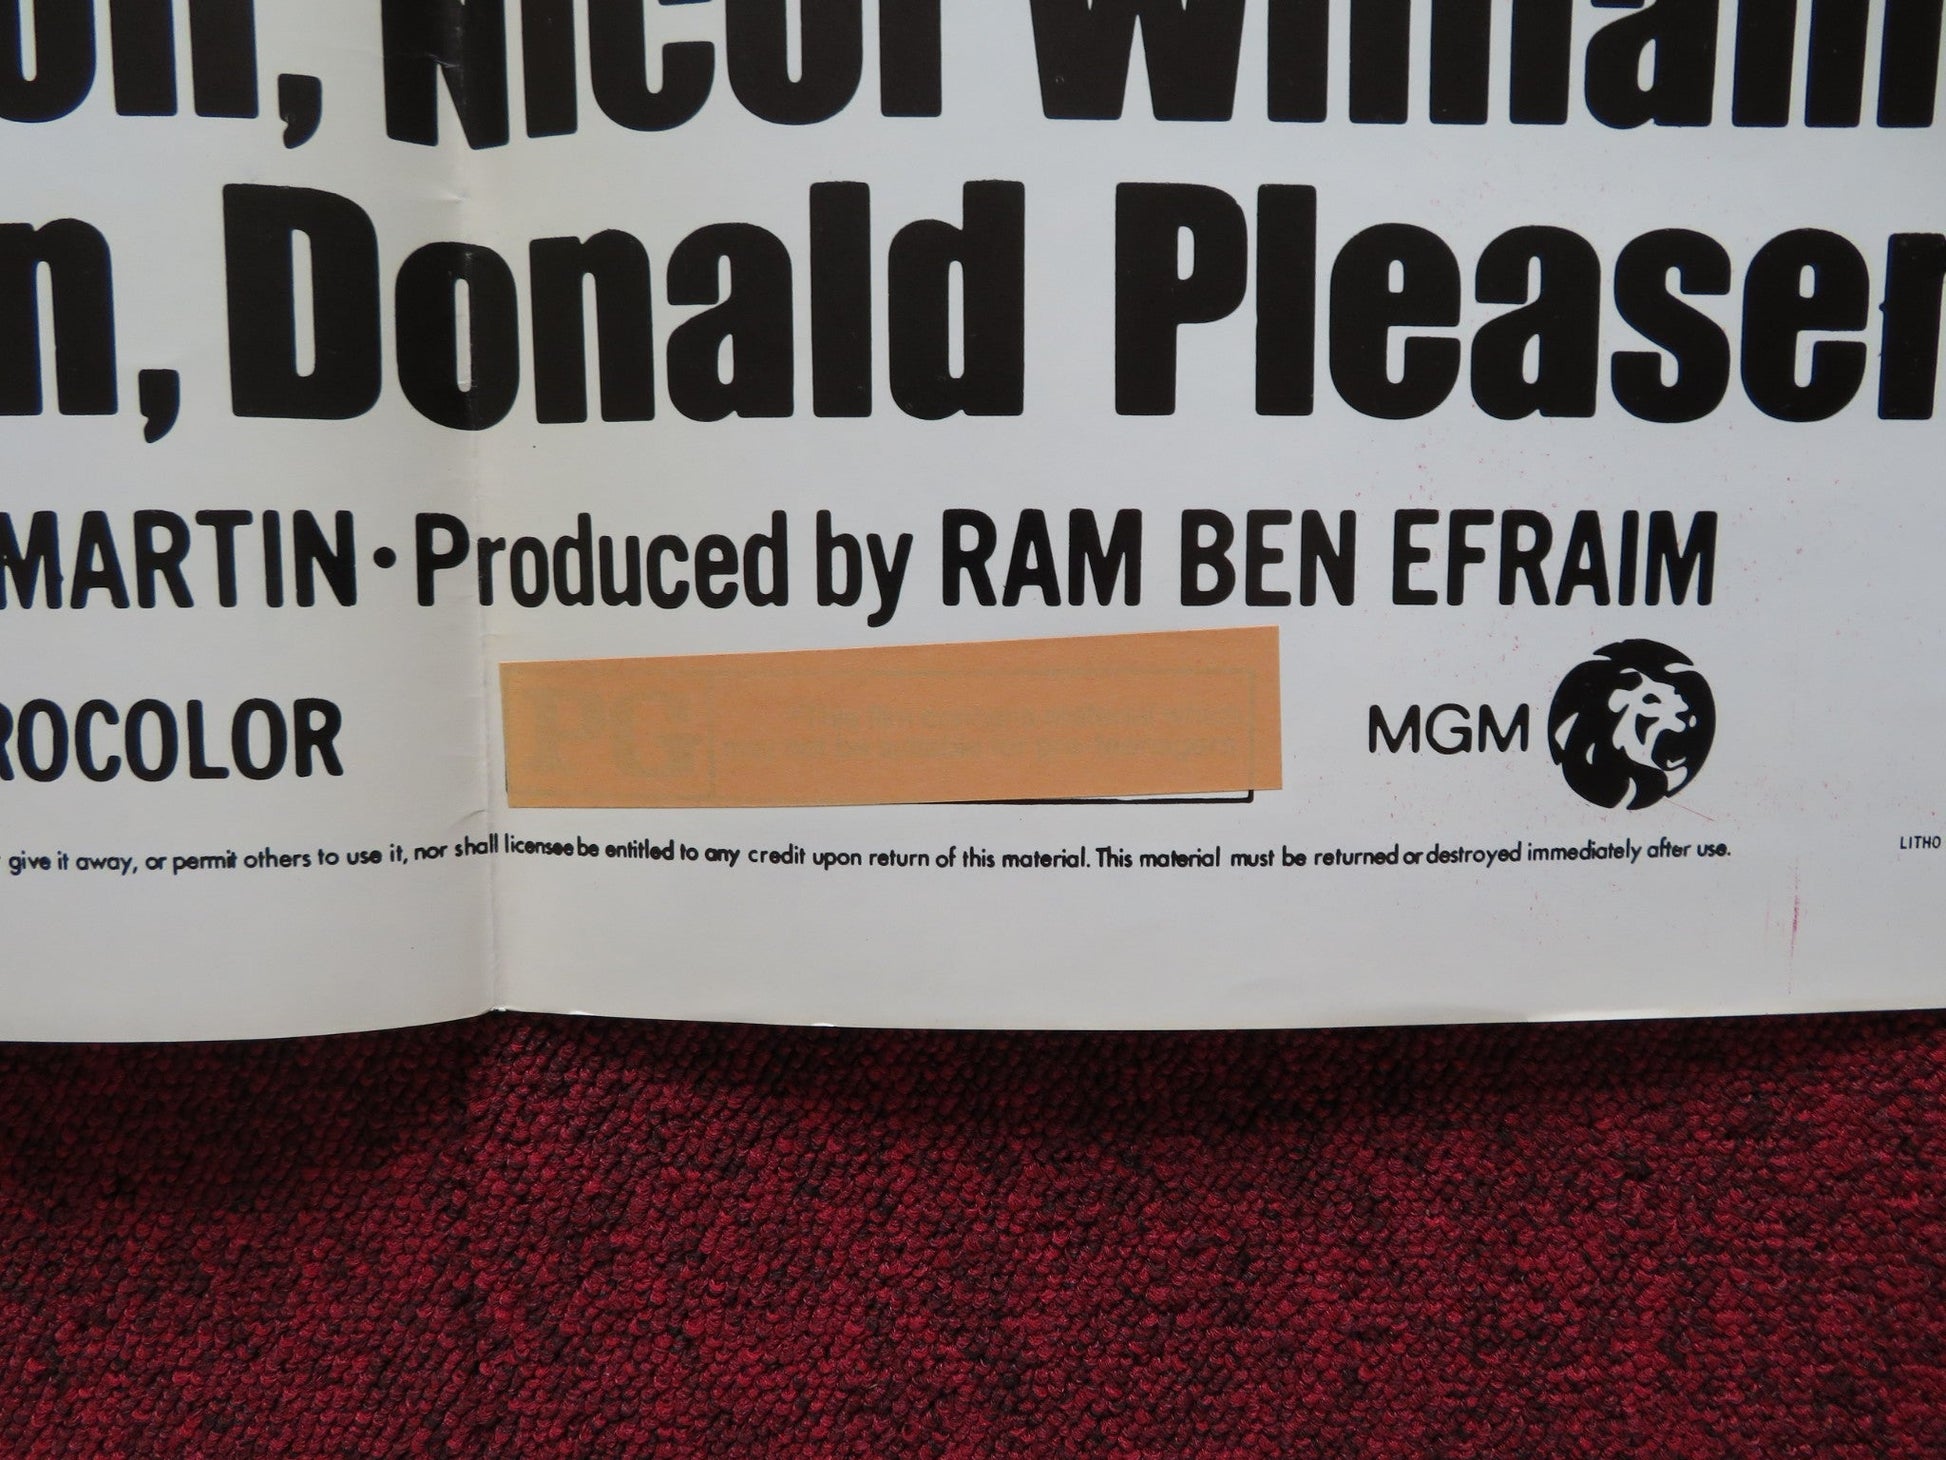 on, Nicol William
n, Donald Pleasen
MARTIN • Produced by RAM BEN EFRAIM
ROCOLOR PG MGM
give it away, or permit others to use it, nor shall licensee be entitled to any credit upon return of this material. This material must be returned or destroyed immediately after use. LITHO